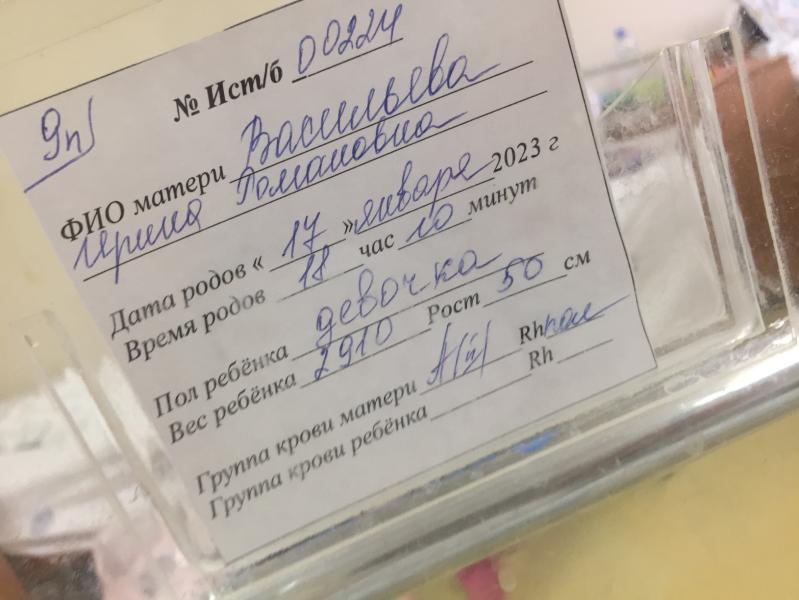 9п/
№ Ист/б 00224
ФИО матери Васильева
Ирина Романовна
Дата родов « 17 » января 2023 г
Время родов 18 час 10 минут
Пол ребёнка девочка
Вес ребёнка 2910 Рост 50 см
Группа крови матери A(II) Rh пол
Группа крови ребёнка Rh